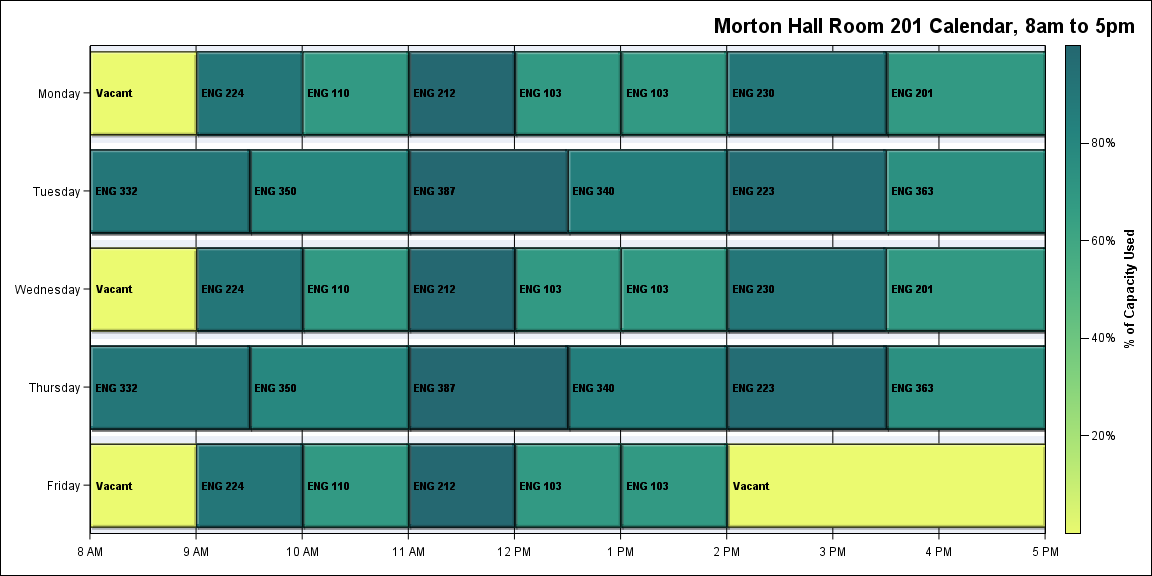 Morton Hall Room 201 Calendar, 8am to 5pm
Monday
Vacant
ENG 224
ENG 110
ENG 212
ENG 103
ENG 103
ENG 230
ENG 201
Tuesday
ENG 332
ENG 350
ENG 387
ENG 340
ENG 223
ENG 363
Wednesday
Vacant
ENG 224
ENG 110
ENG 212
ENG 103
ENG 103
ENG 230
ENG 201
Thursday
ENG 332
ENG 350
ENG 387
ENG 340
ENG 223
ENG 363
Friday
Vacant
ENG 224
ENG 110
ENG 212
ENG 103
ENG 103
Vacant
8 AM
9 AM
10 AM
11 AM
12 PM
1 PM
2 PM
3 PM
4 PM
5 PM
80%
60%
40%
20%
% of Capacity Used